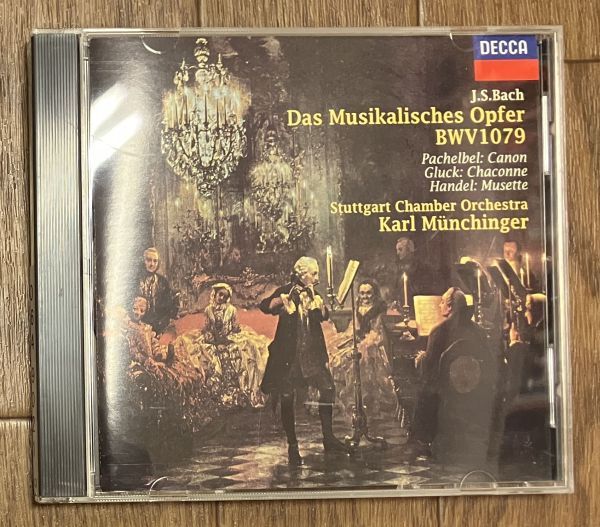 DECCA
J.S.Bach
Das Musikalisches Opfer
BWV1079
Pachelbel: Canon
Gluck: Chaconne
Handel: Musette
Stuttgart Chamber Orchestra
Karl Münchinger